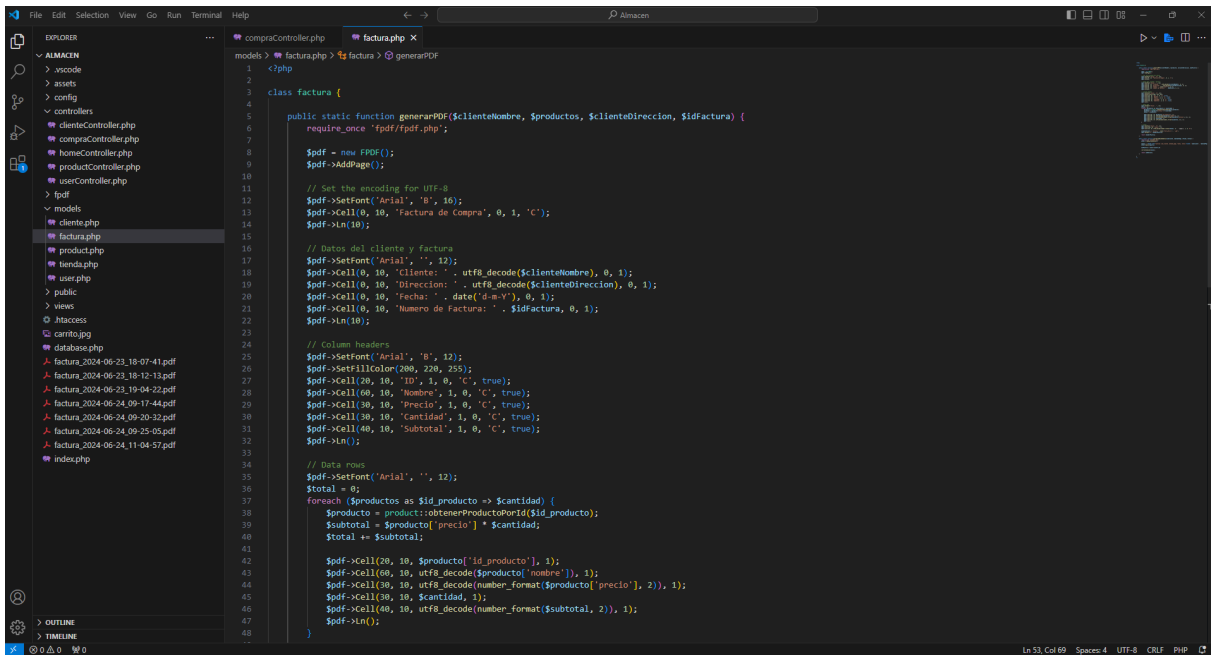 File Edit Selection View Go Run Terminal Help
Almacen
EXPLORER
ALMACEN
.vscode
assets
config
controllers
clienteController.php
compraController.php
homeController.php
productController.php
userController.php
fpdf
models
cliente.php
factura.php
product.php
tienda.php
user.php
public
views
.htaccess
carrito.jpg
database.php
factura_2024-06-23_18-07-41.pdf
factura_2024-06-23_18-12-13.pdf
factura_2024-06-23_19-04-22.pdf
factura_2024-06-24_09-17-44.pdf
factura_2024-06-24_09-20-32.pdf
factura_2024-06-24_09-25-05.pdf
factura_2024-06-24_11-04-57.pdf
index.php
OUTLINE
TIMELINE
compraController.php factura.php
models > factura.php > factura > generarPDF
1 <?php
2
3 class factura {
4
5 public static function generarPDF($clienteNombre, $productos, $clienteDireccion, $idFactura) {
6 require_once 'fpdf/fpdf.php';
7
8 $pdf = new FPDF();
9 $pdf->AddPage();
10
11 // Set the encoding for UTF-8
12 $pdf->SetFont('Arial', 'B', 16);
13 $pdf->Cell(0, 10, 'Factura de Compra', 0, 1, 'C');
14 $pdf->Ln(10);
15
16 // Datos del cliente y factura
17 $pdf->SetFont('Arial', '', 12);
18 $pdf->Cell(0, 10, 'Cliente: ' . utf8_decode($clienteNombre), 0, 1);
19 $pdf->Cell(0, 10, 'Direccion: ' . utf8_decode($clienteDireccion), 0, 1);
20 $pdf->Cell(0, 10, 'Fecha: ' . date('d-m-Y'), 0, 1);
21 $pdf->Cell(0, 10, 'Numero de Factura: ' . $idFactura, 0, 1);
22 $pdf->Ln(10);
23
24 // Column headers
25 $pdf->SetFont('Arial', 'B', 12);
26 $pdf->SetFillColor(200, 220, 255);
27 $pdf->Cell(20, 10, 'ID', 1, 0, 'C', true);
28 $pdf->Cell(60, 10, 'Nombre', 1, 0, 'C', true);
29 $pdf->Cell(30, 10, 'Precio', 1, 0, 'C', true);
30 $pdf->Cell(30, 10, 'Cantidad', 1, 0, 'C', true);
31 $pdf->Cell(40, 10, 'Subtotal', 1, 0, 'C', true);
32 $pdf->Ln();
33
34 // Data rows
35 $pdf->SetFont('Arial', '', 12);
36 $total = 0;
37 foreach ($productos as $id_producto => $cantidad) {
38 $producto = product::obtenerProductoPorId($id_producto);
39 $subtotal = $producto['precio'] * $cantidad;
40 $total += $subtotal;
41
42 $pdf->Cell(20, 10, $producto['id_producto'], 1);
43 $pdf->Cell(60, 10, utf8_decode($producto['nombre']), 1);
44 $pdf->Cell(30, 10, utf8_decode(number_format($producto['precio'], 2)), 1);
45 $pdf->Cell(30, 10, $cantidad, 1);
46 $pdf->Cell(40, 10, utf8_decode(number_format($subtotal, 2)), 1);
47 $pdf->Ln();
48 }
1
0 0 0
Ln 53, Col 69 Spaces: 4 UTF-8 CRLF PHP